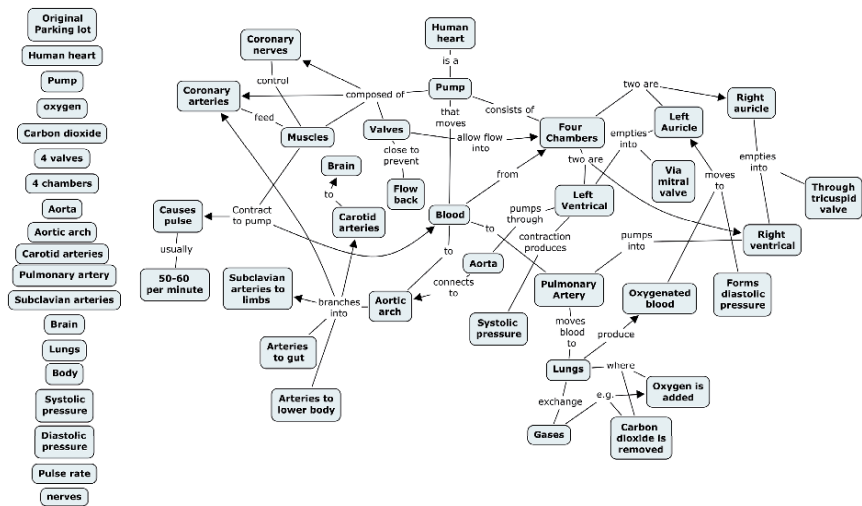 Original
Parking lot
Human heart
Pump
oxygen
Carbon dioxide
4 valves
4 chambers
Aorta
Aortic arch
Carotid arteries
Pulmonary artery
Subclavian arteries
Brain
Lungs
Body
Systolic
pressure
Diastolic
pressure
Pulse rate
nerves
Human
heart
is a
Pump
Coronary
nerves
control
Coronary
arteries
composed of
feed
Muscles
Valves
that
moves
consists of
allow flow
into
Four
Chambers
two are
Right
auricle
Left
Auricle
empties
into
two are
close to
prevent
Flow
back
Brain
to
Carotid
arteries
from
Left
Ventrical
Via
mitral
valve
moves
to
empties
into
Through
tricuspid
valve
Causes
pulse
Contract
to pump
Blood
to
pumps
through
contraction
produces
pumps
into
Right
ventrical
usually
50-60
per minute
Subclavian
arteries to
limbs
branches
into
Aortic
arch
to
connects
to
Aorta
Pulmonary
Artery
Oxygenated
blood
Forms
diastolic
pressure
Systolic
pressure
moves
blood
to
produce
Arteries
to gut
Arteries to
lower body
Lungs
where
exchange
e.g.
Oxygen is
added
Gases
Carbon
dioxide is
removed